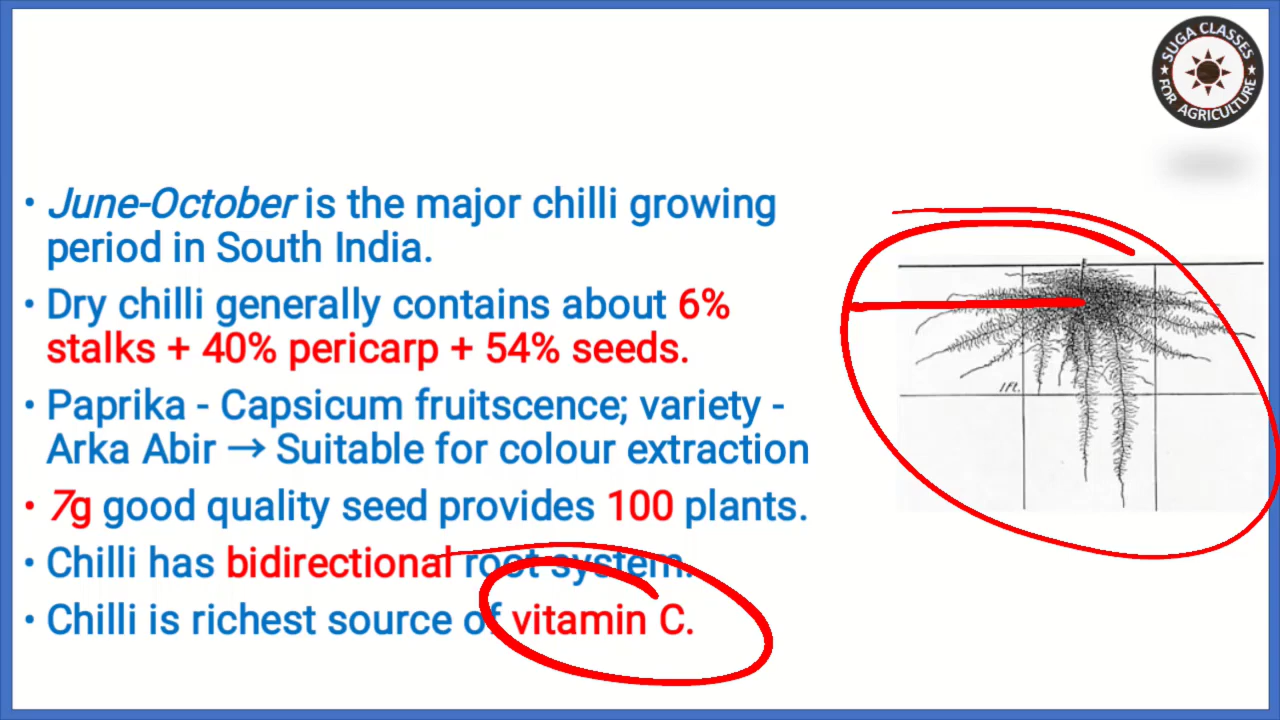 SUGA CLASSES
FOR AGRICULTURE
• June-October is the major chilli growing
period in South India.
• Dry chilli generally contains about 6%
stalks + 40% pericarp + 54% seeds.
• Paprika - Capsicum fruitscence; variety -
Arka Abir → Suitable for colour extraction
• 7g good quality seed provides 100 plants.
• Chilli has bidirectional root system.
• Chilli is richest source of vitamin C.
1 Ft.